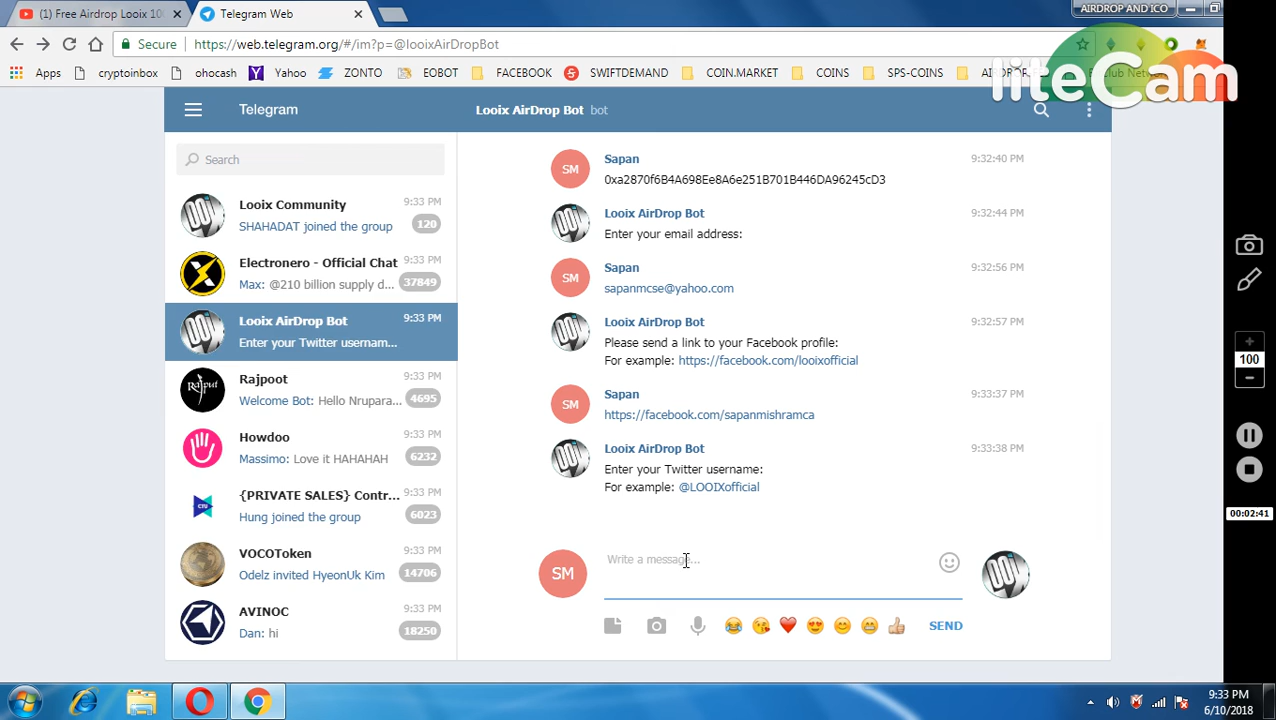 (1) Free Airdrop Looix 10
Telegram Web
AIRDROP AND ICO
Secure
https://web.telegram.org/#/im?p=@LooixAirDropBot
Apps
cryptoinbox
ohocash
Yahoo
ZONTO
EOBOT
FACEBOOK
SWIFTDEMAND
COIN.MARKET
COINS
SPS-COINS
liteCam
Telegram
Looix AirDrop Bot bot
Search
Looix Community
9:33 PM
SHAHADAT joined the group
120
Electronero - Official Chat
9:33 PM
Max: @210 billion supply d...
37849
Looix AirDrop Bot
9:33 PM
Enter your Twitter usernam...
Rajpoot
9:33 PM
Welcome Bot: Hello Nrupara...
4695
Howdoo
9:33 PM
Massimo: Love it HAHAHAH
6232
{PRIVATE SALES} Contr...
9:33 PM
Hung joined the group
6023
VOCOToken
9:33 PM
Odelz invited HyeonUk Kim
14706
AVINOC
9:33 PM
Dan: hi
18250
SM
Sapan
9:32:40 PM
0xa2870f6B4A698Ee8A6e251B701B446DA96245cD3
Looix AirDrop Bot
9:32:44 PM
Enter your email address:
SM
Sapan
9:32:56 PM
sapanmcse@yahoo.com
Looix AirDrop Bot
9:32:57 PM
Please send a link to your Facebook profile:
For example: https://facebook.com/looixofficial
SM
Sapan
9:33:37 PM
https://facebook.com/sapanmishramca
Looix AirDrop Bot
9:33:38 PM
Enter your Twitter username:
For example: @LOOIXofficial
SM
Write a message...
SEND
100
00:02:41
9:33 PM
6/10/2018